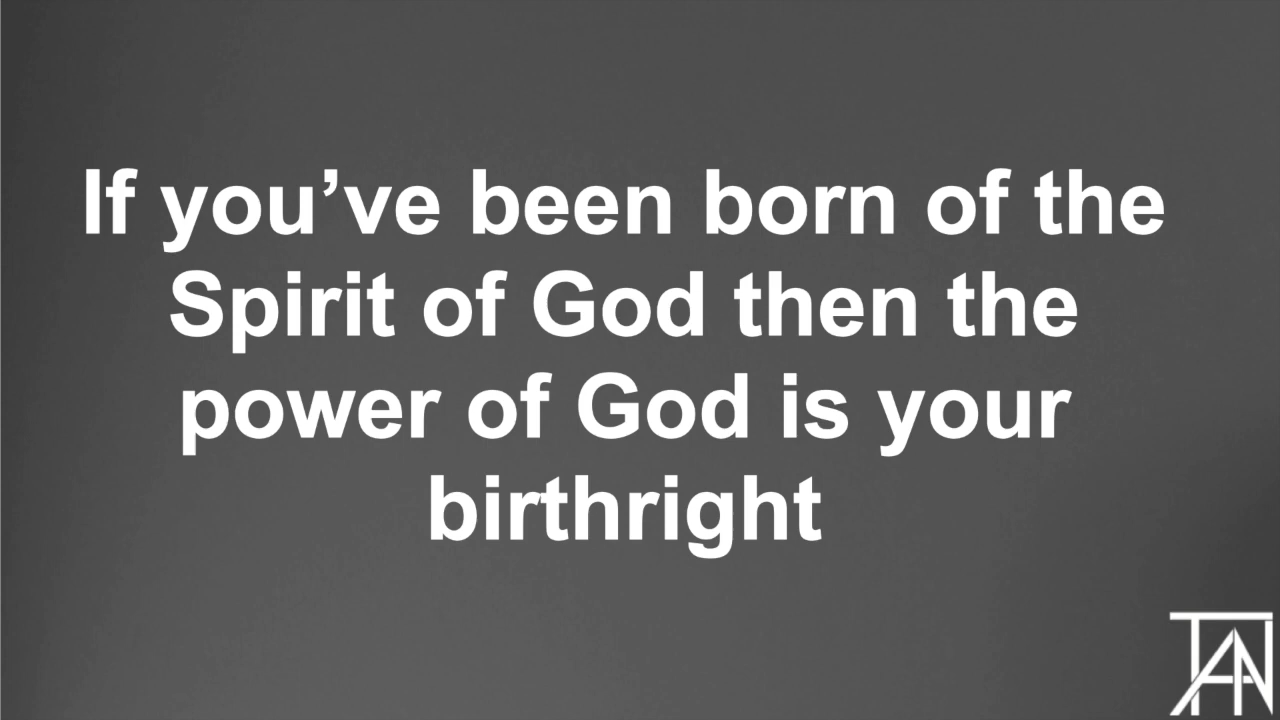 If you’ve been born of the
Spirit of God then the
power of God is your
birthright